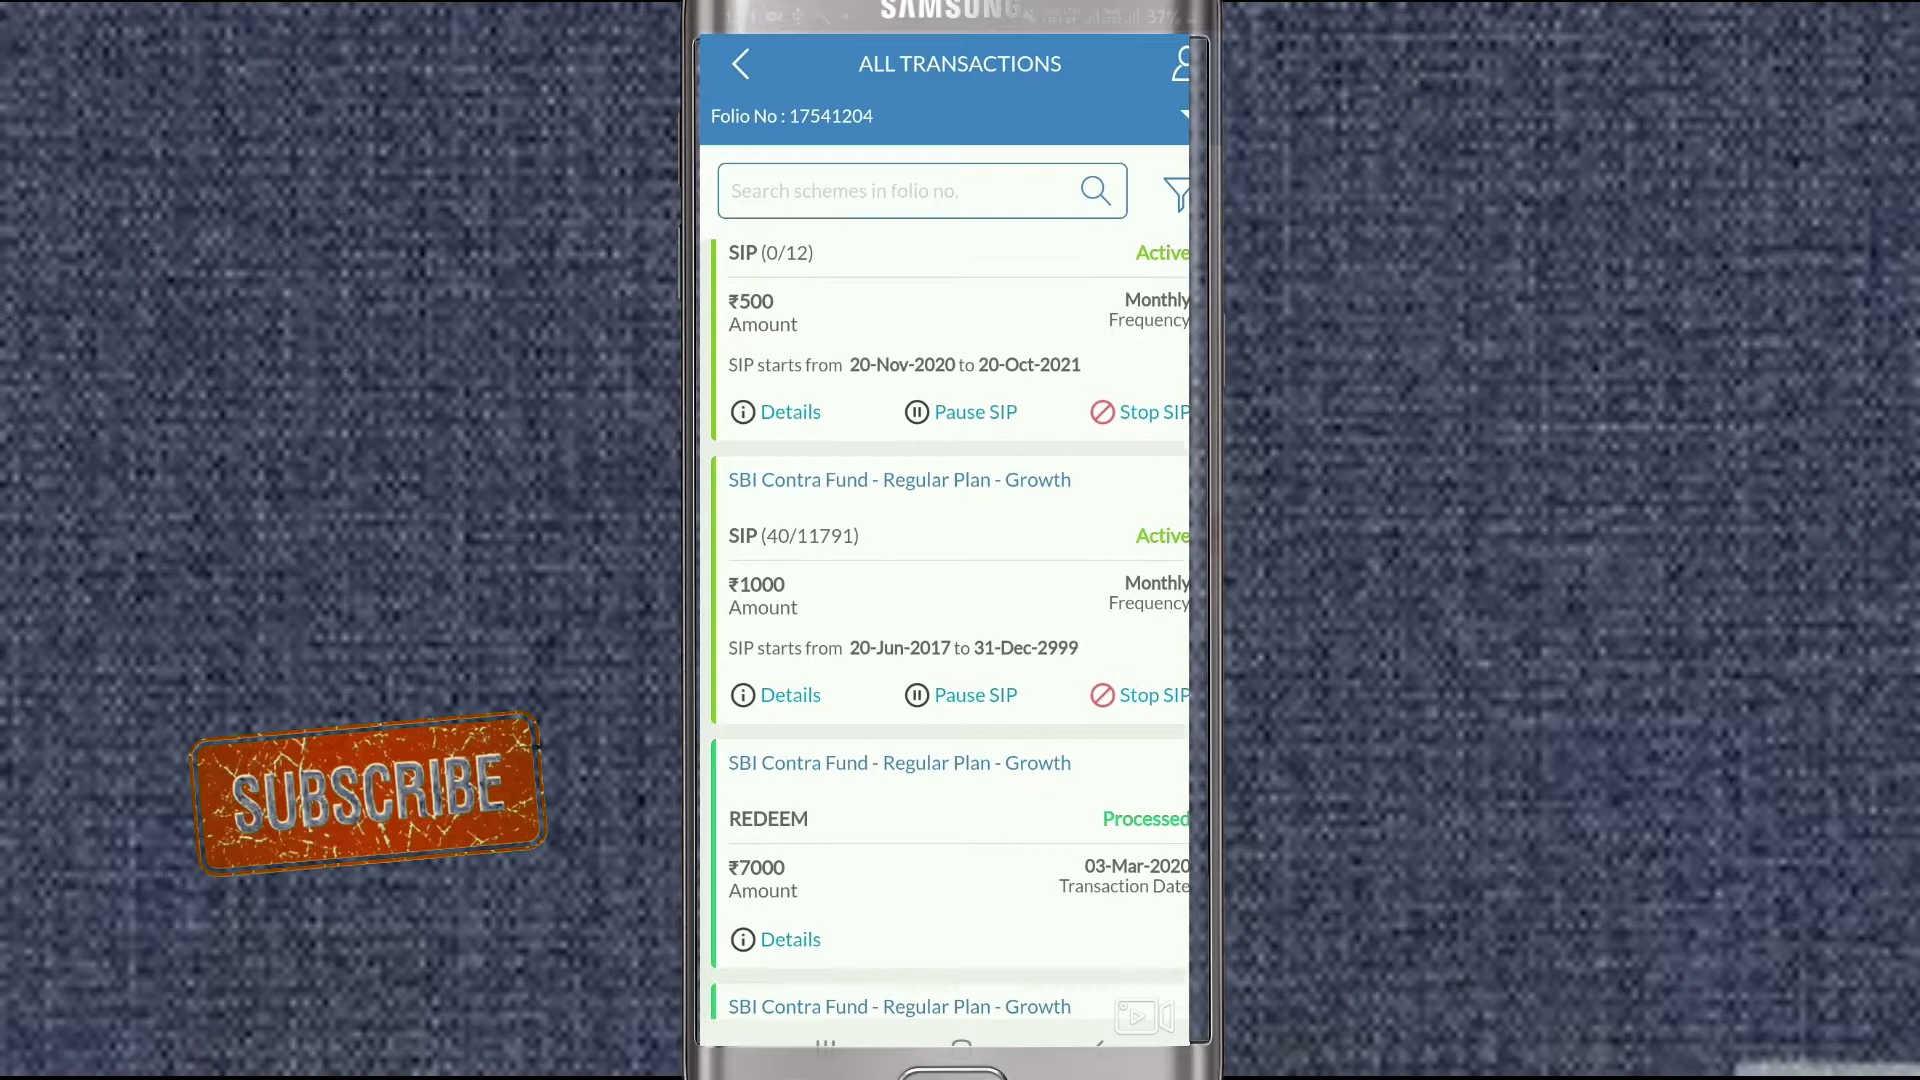 SAMSUNG
37%
ALL TRANSACTIONS
Folio No : 17541204
Search schemes in folio no.
SIP (0/12) Active
₹500 Monthly
Amount Frequency
SIP starts from 20-Nov-2020 to 20-Oct-2021
Details Pause SIP Stop SIP
SBI Contra Fund - Regular Plan - Growth
SIP (40/11791) Active
₹1000 Monthly
Amount Frequency
SIP starts from 20-Jun-2017 to 31-Dec-2999
Details Pause SIP Stop SIP
SBI Contra Fund - Regular Plan - Growth
REDEEM Processed
₹7000 03-Mar-2020
Amount Transaction Date
Details
SBI Contra Fund - Regular Plan - Growth
SUBSCRIBE